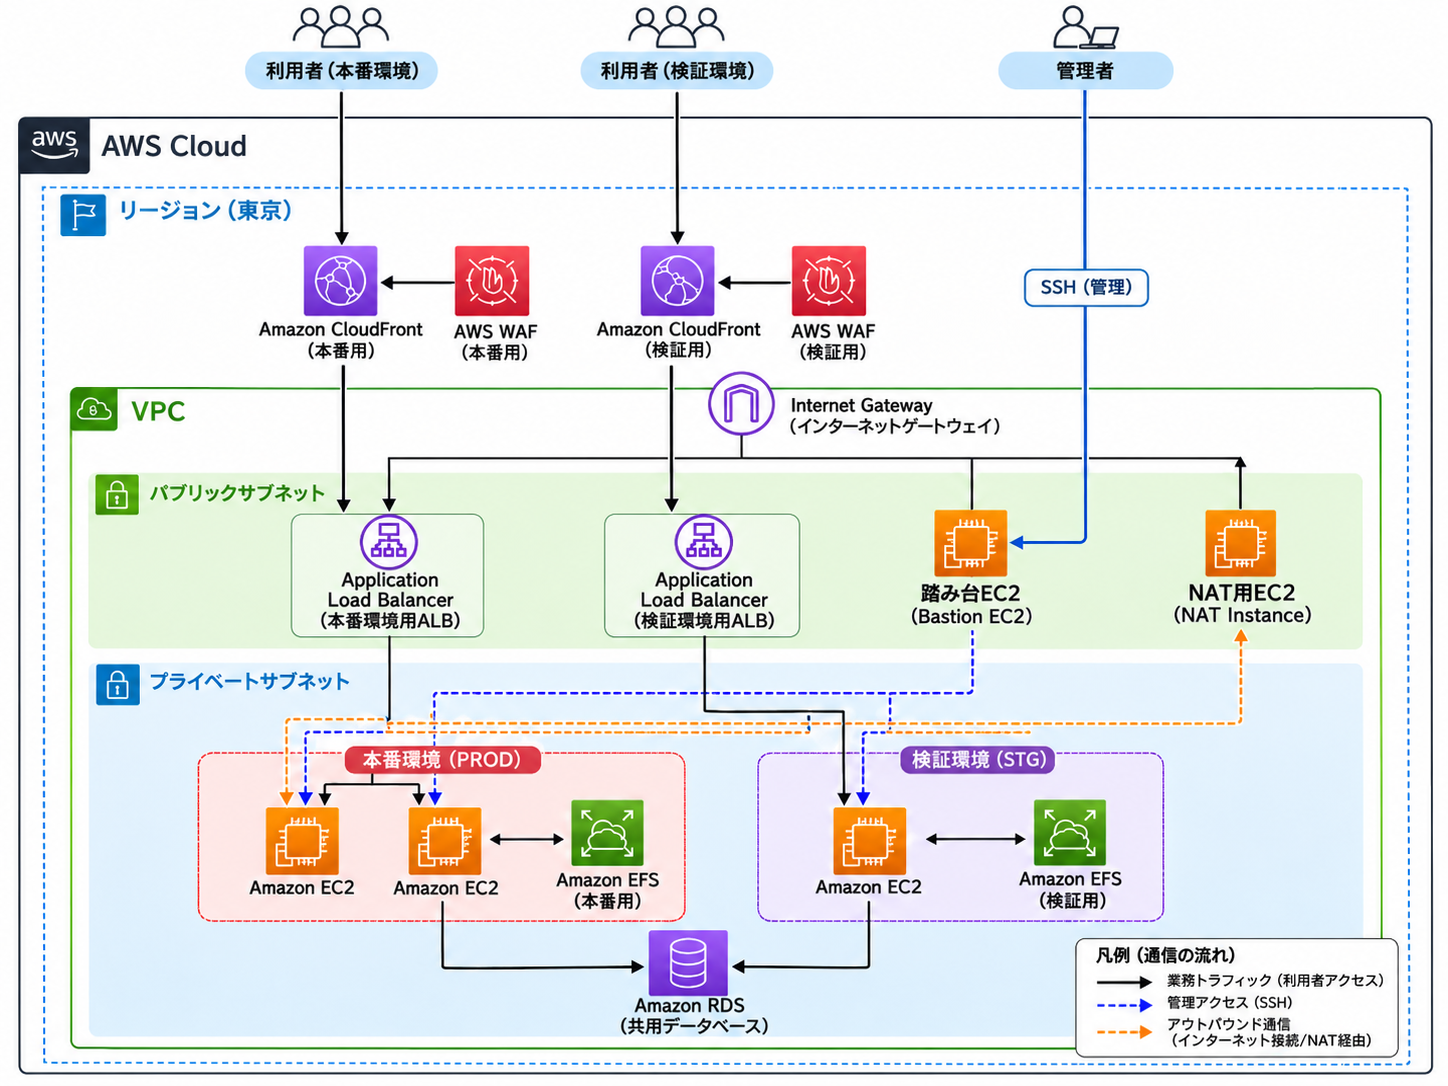 利用者（本番環境）
利用者（検証環境）
管理者
aws
AWS Cloud
リージョン（東京）
SSH（管理）
Amazon CloudFront
（本番用）
AWS WAF
（本番用）
Amazon CloudFront
（検証用）
AWS WAF
（検証用）
VPC
Internet Gateway
（インターネットゲートウェイ）
パブリックサブネット
Application
Load Balancer
（本番環境用ALB）
Application
Load Balancer
（検証環境用ALB）
踏み台EC2
（Bastion EC2）
NAT用EC2
（NAT Instance）
プライベートサブネット
本番環境（PROD）
検証環境（STG）
Amazon EC2
Amazon EC2
Amazon EFS
（本番用）
Amazon EC2
Amazon EFS
（検証用）
Amazon RDS
（共用データベース）
凡例（通信の流れ）
業務トラフィック（利用者アクセス）
管理アクセス（SSH）
アウトバウンド通信
（インターネット接続/NAT経由）